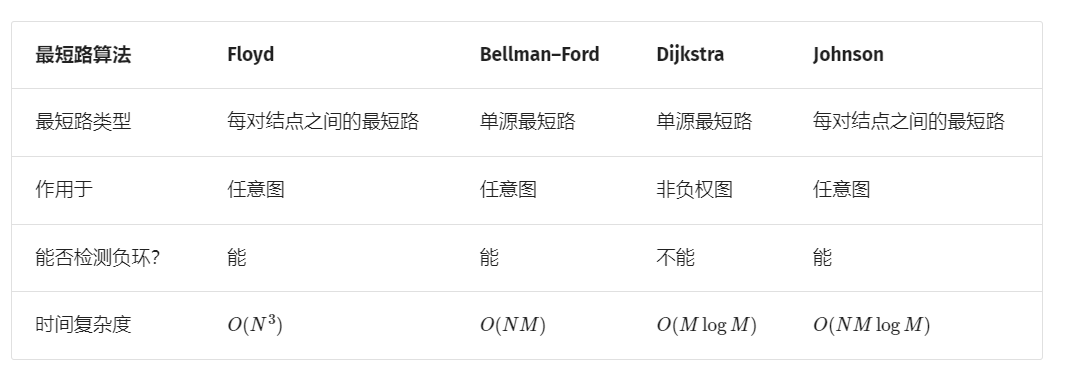 最短路算法 Floyd Bellman–Ford Dijkstra Johnson
最短路类型 每对结点之间的最短路 单源最短路 单源最短路 每对结点之间的最短路
作用于 任意图 任意图 非负权图 任意图
能否检测负环? 能 能 不能 能
时间复杂度 O(N³) O(NM) O(M log M) O(NM log M)